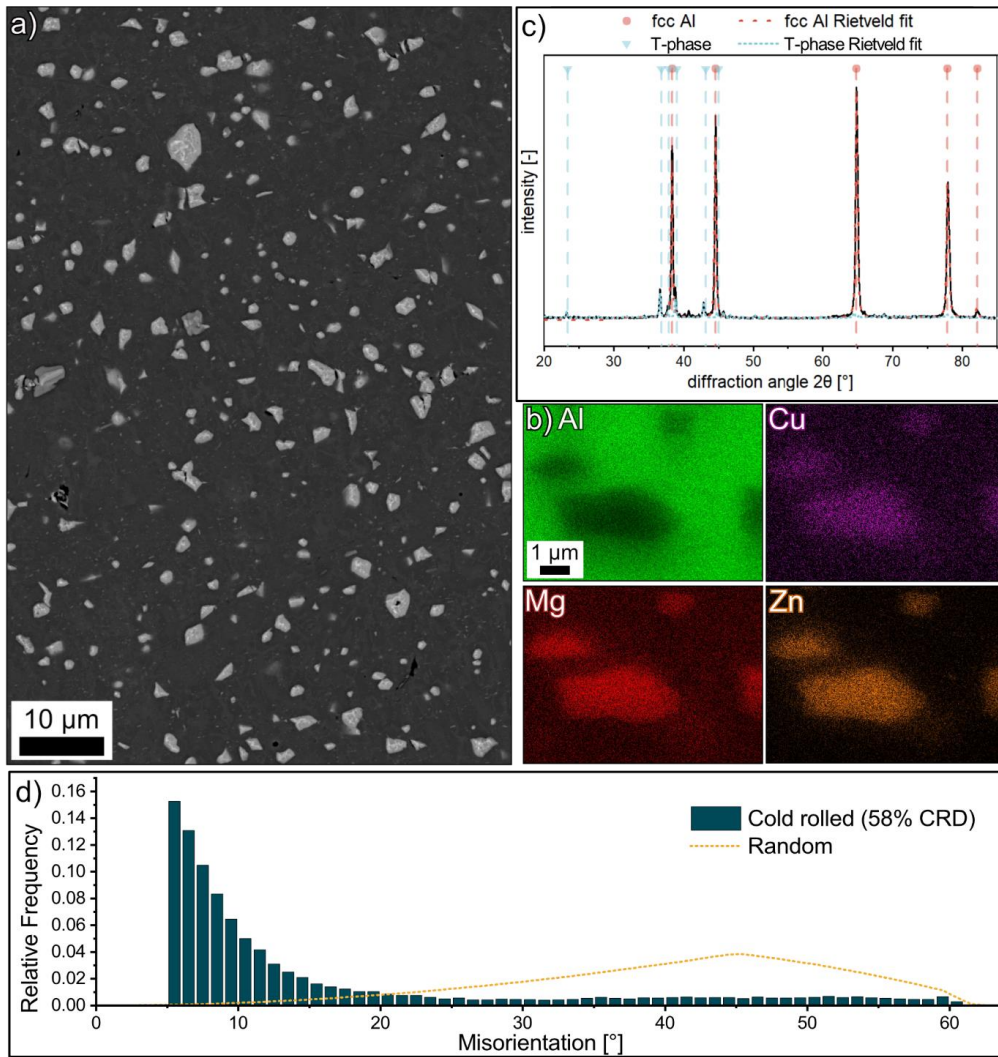 a)
10 µm
c)
fcc Al
fcc Al Rietveld fit
T-phase
T-phase Rietveld fit
intensity [-]
20 30 40 50 60 70 80
diffraction angle 2θ [°]
b) Al
Cu
1 µm
Mg
Zn
d)
Relative Frequency
0.16
0.14
0.12
0.10
0.08
0.06
0.04
0.02
0.00
Cold rolled (58% CRD)
Random
0 10 20 30 40 50 60
Misorientation [°]